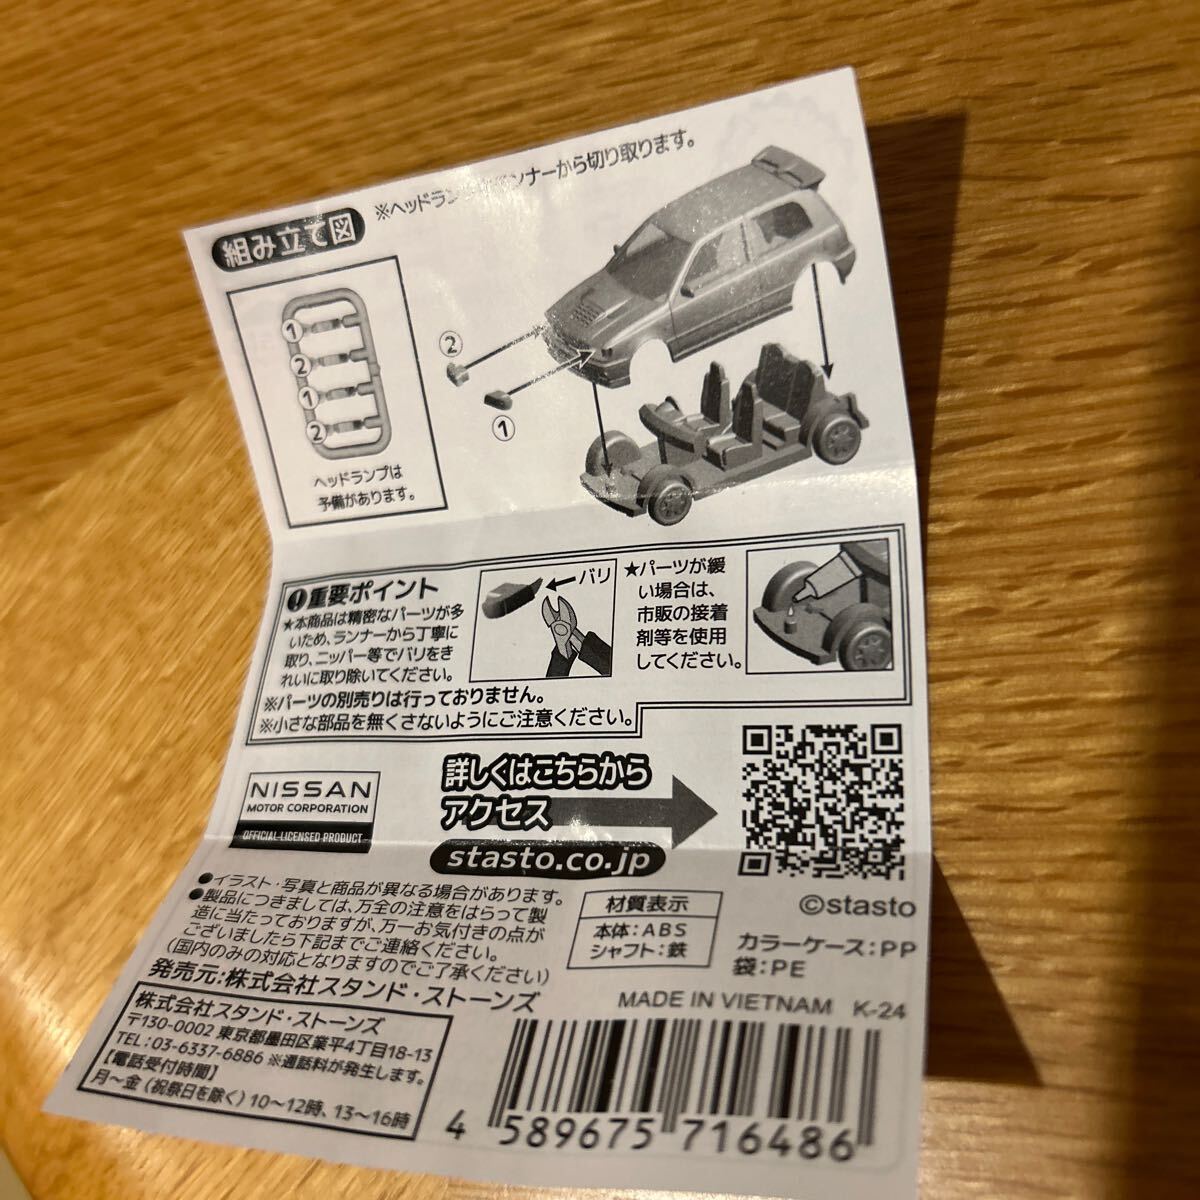 組み立て図
※ヘッドラン
ンナーから切り取ります。
①
②
①
②
ヘッドランプは
予備があります。
②
①
重要ポイント
★本商品は精密なパーツが多
いため、ランナーから丁寧に
取り、ニッパー等でバリをき
れいに取り除いてください。
バリ
★パーツが緩
い場合は、
市販の接着
剤等を使用
してください。
※パーツの別売りは行っておりません。
※小さな部品を無くさないようにご注意ください。
NISSAN
MOTOR CORPORATION
OFFICIAL LICENSED PRODUCT
詳しくはこちらから
アクセス
stasto.co.jp
©stasto
●イラスト・写真と商品が異なる場合があります。
●製品につきましては、万全の注意をはらって製
造に当たっておりますが、万一お気付きの点が
ございましたら下記までご連絡ください。
(国内のみの対応となりますのでご了承ください)
発売元:株式会社スタンド・ストーンズ
材質表示
本体:ABS
シャフト:鉄
カラーケース:PP
袋:PE
MADE IN VIETNAM K-24
株式会社スタンド・ストーンズ
〒130-0002 東京都墨田区業平4丁目18-13
TEL:03-6337-6886 ※通話料が発生します。
【電話受付時間】
月〜金(祝祭日を除く)10〜12時、13〜16時
4 589675 716486